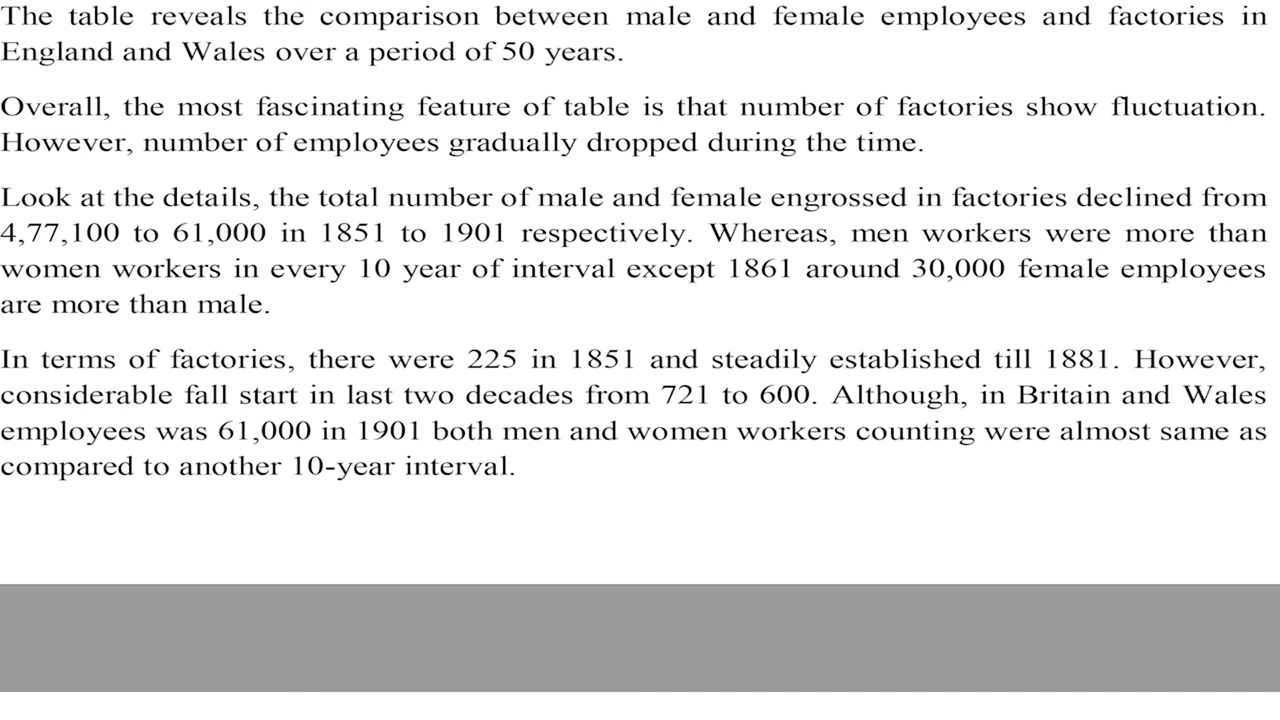 The table reveals the comparison between male and female employees and factories in
England and Wales over a period of 50 years.
Overall, the most fascinating feature of table is that number of factories show fluctuation.
However, number of employees gradually dropped during the time.
Look at the details, the total number of male and female engrossed in factories declined from
4,77,100 to 61,000 in 1851 to 1901 respectively. Whereas, men workers were more than
women workers in every 10 year of interval except 1861 around 30,000 female employees
are more than male.
In terms of factories, there were 225 in 1851 and steadily established till 1881. However,
considerable fall start in last two decades from 721 to 600. Although, in Britain and Wales
employees was 61,000 in 1901 both men and women workers counting were almost same as
compared to another 10-year interval.